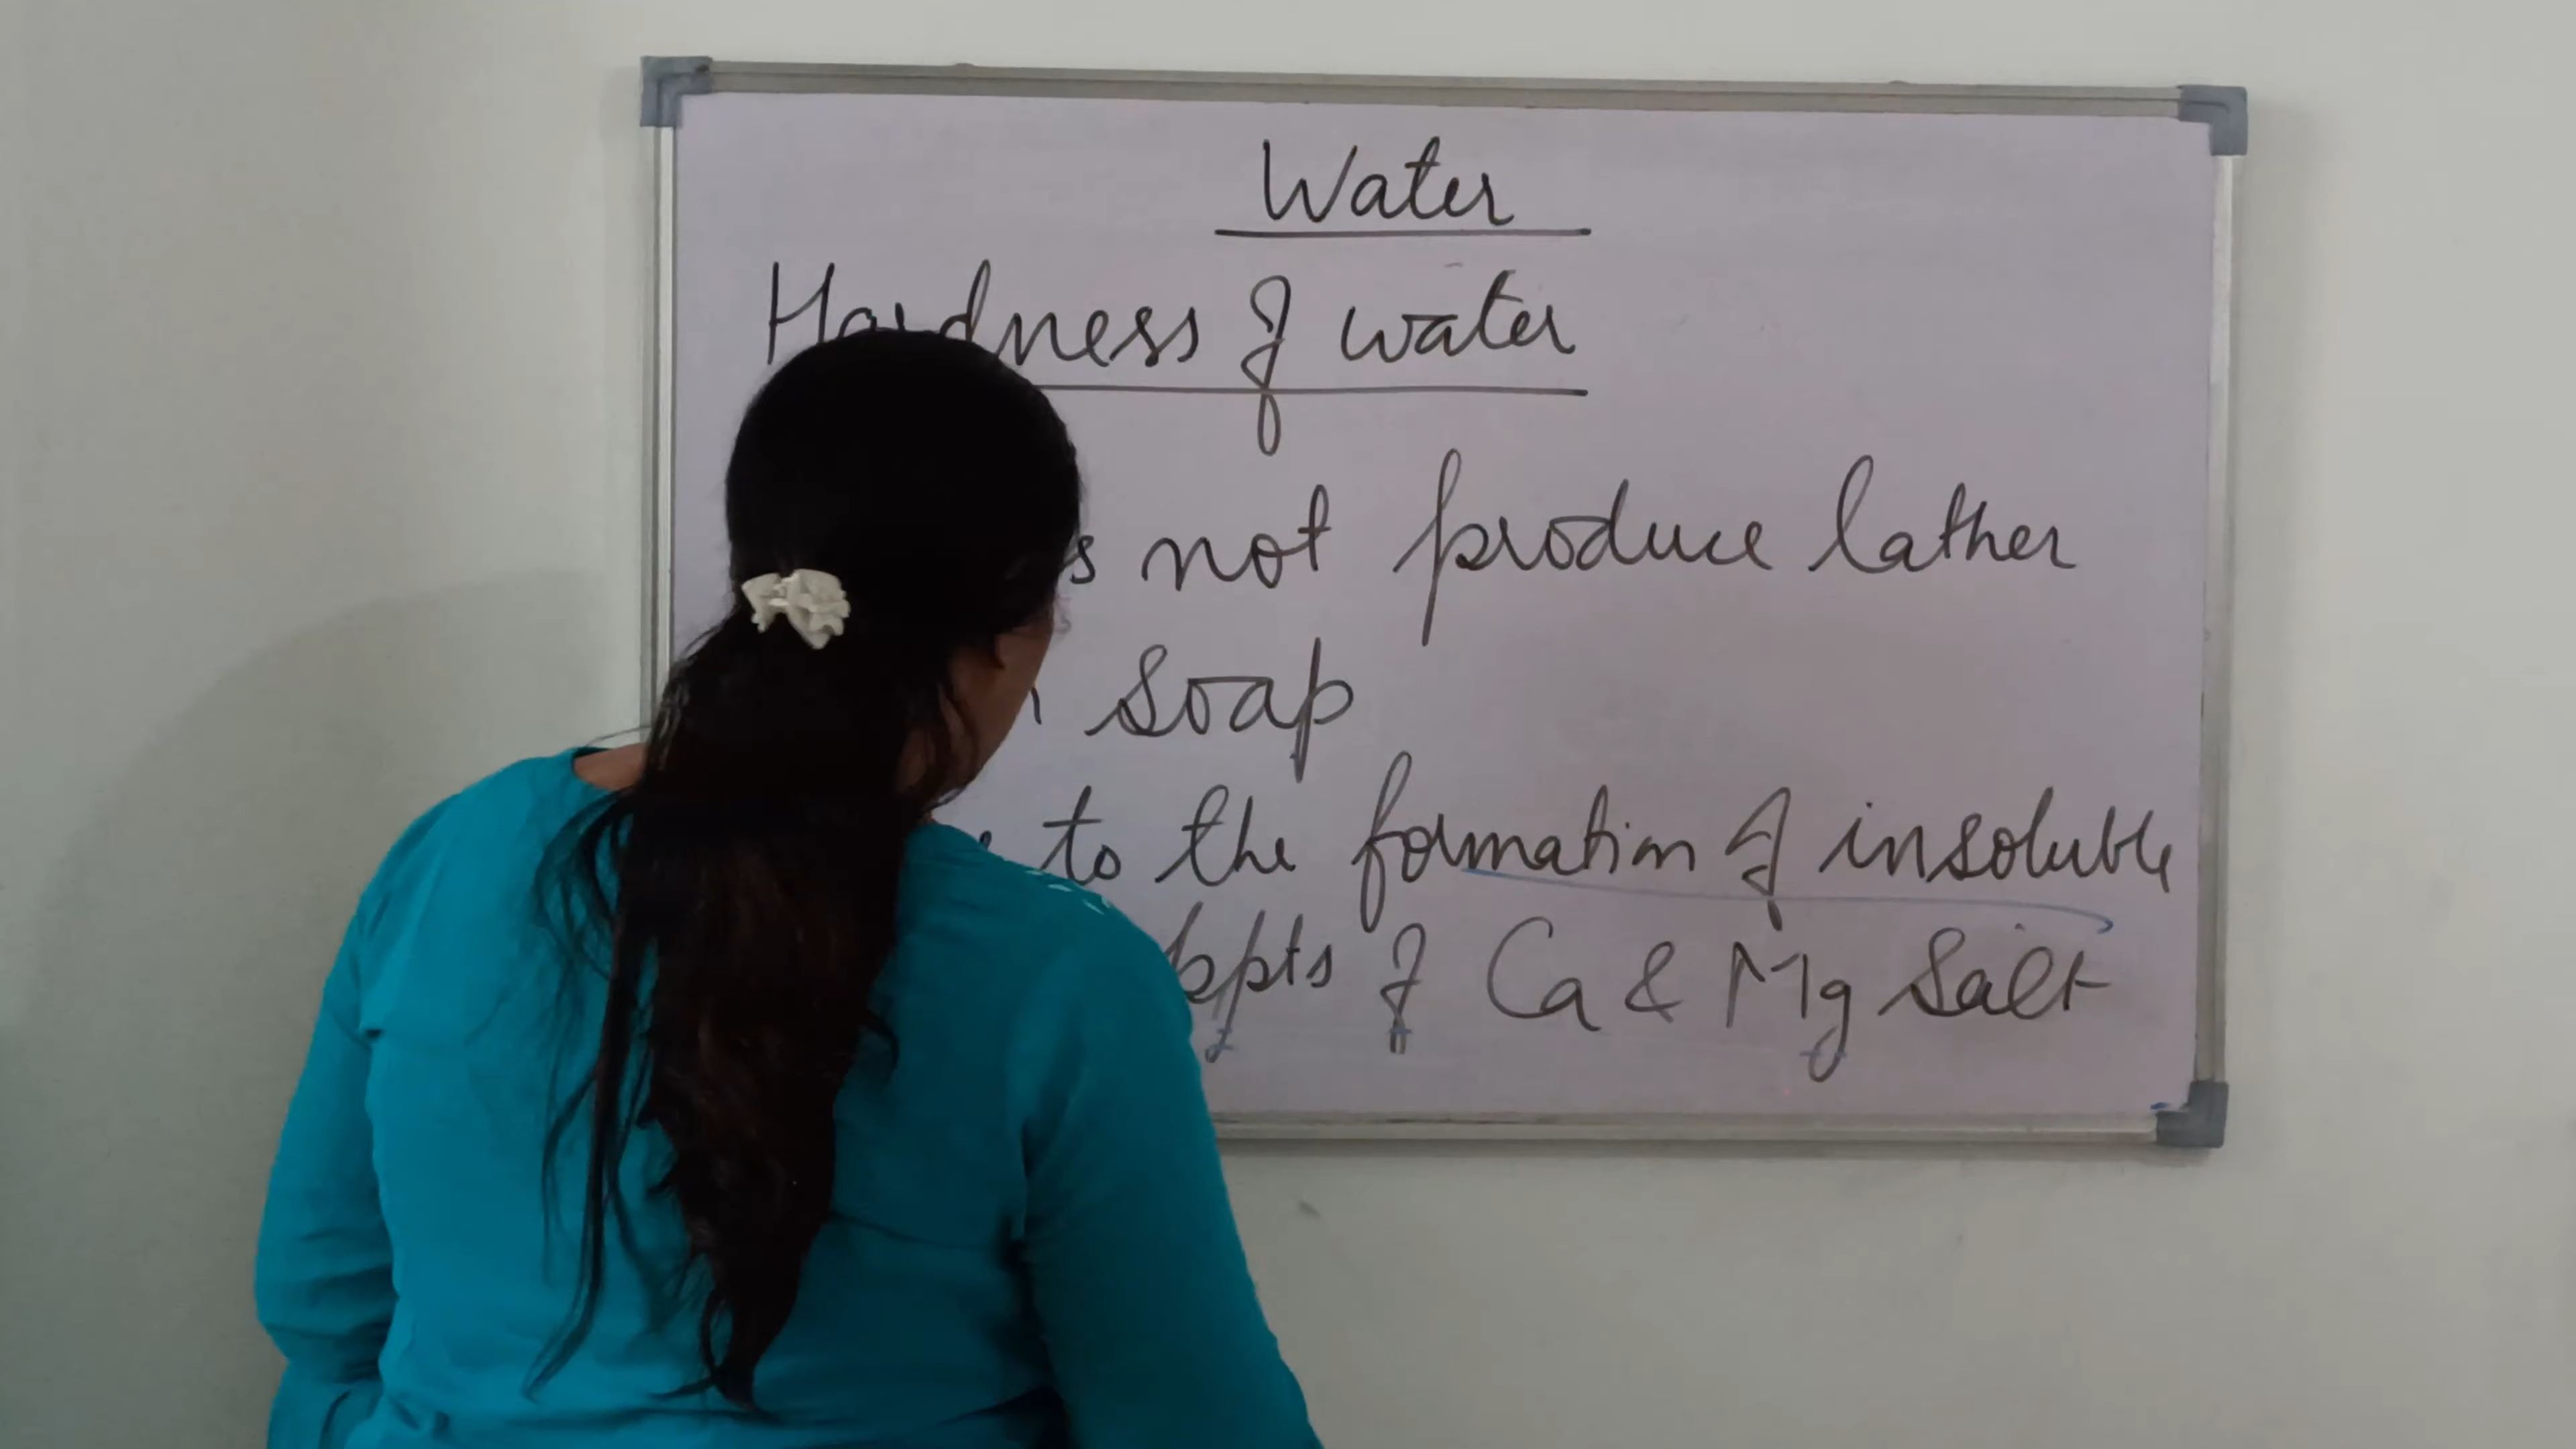 Water
Hardness of water
not produce lather
soap
to the formation of insoluble
ppts of Ca & Mg Salt